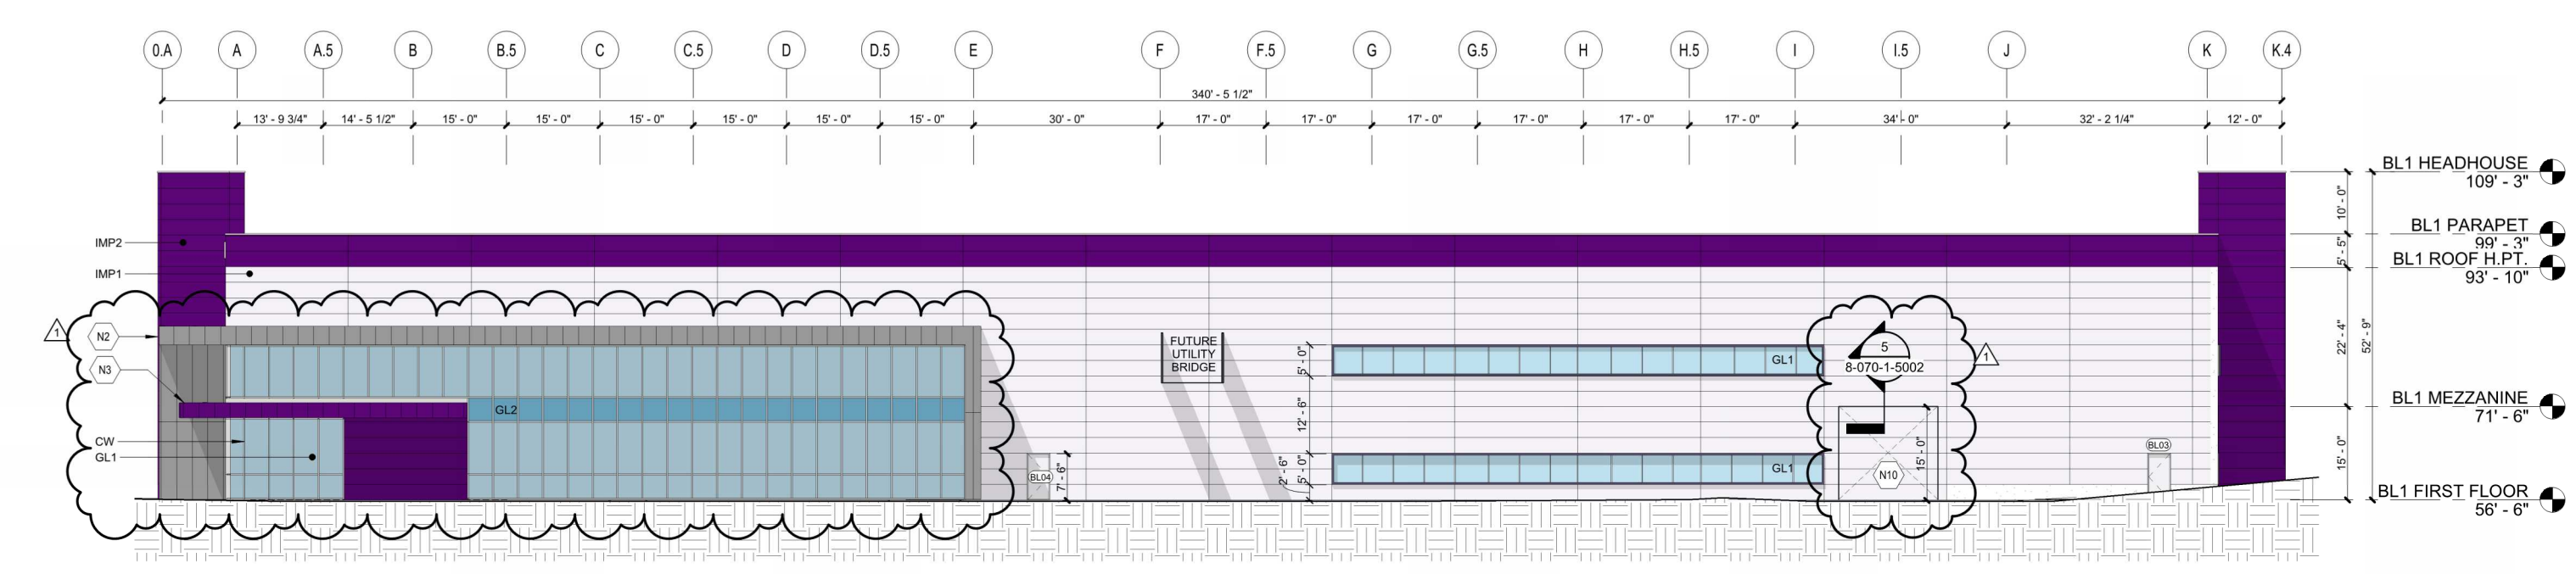 0.A A A.5 B B.5 C C.5 D D.5 E F F.5 G G.5 H H.5 I I.5 J K K.4
340' - 5 1/2"
13' - 9 3/4" 14' - 5 1/2" 15' - 0" 15' - 0" 15' - 0" 15' - 0" 15' - 0" 15' - 0" 30' - 0" 17' - 0" 17' - 0" 17' - 0" 17' - 0" 17' - 0" 17' - 0" 34' - 0" 32' - 2 1/4" 12' - 0"
BL1 HEADHOUSE
109' - 3"
10' - 0"
BL1 PARAPET
99' - 3"
5' - 5"
BL1 ROOF H.PT.
93' - 10"
22' - 4"
52' - 9"
BL1 MEZZANINE
71' - 6"
15' - 0"
BL1 FIRST FLOOR
56' - 6"
IMP2
IMP1
1
N2
N3
CW
GL1
GL2
BL04
7' - 6"
FUTURE
UTILITY
BRIDGE
5' - 0"
12' - 6"
5' - 0"
2' - 6"
GL1
GL1
5
8-070-1-5002
1
15' - 0"
N10
BL03